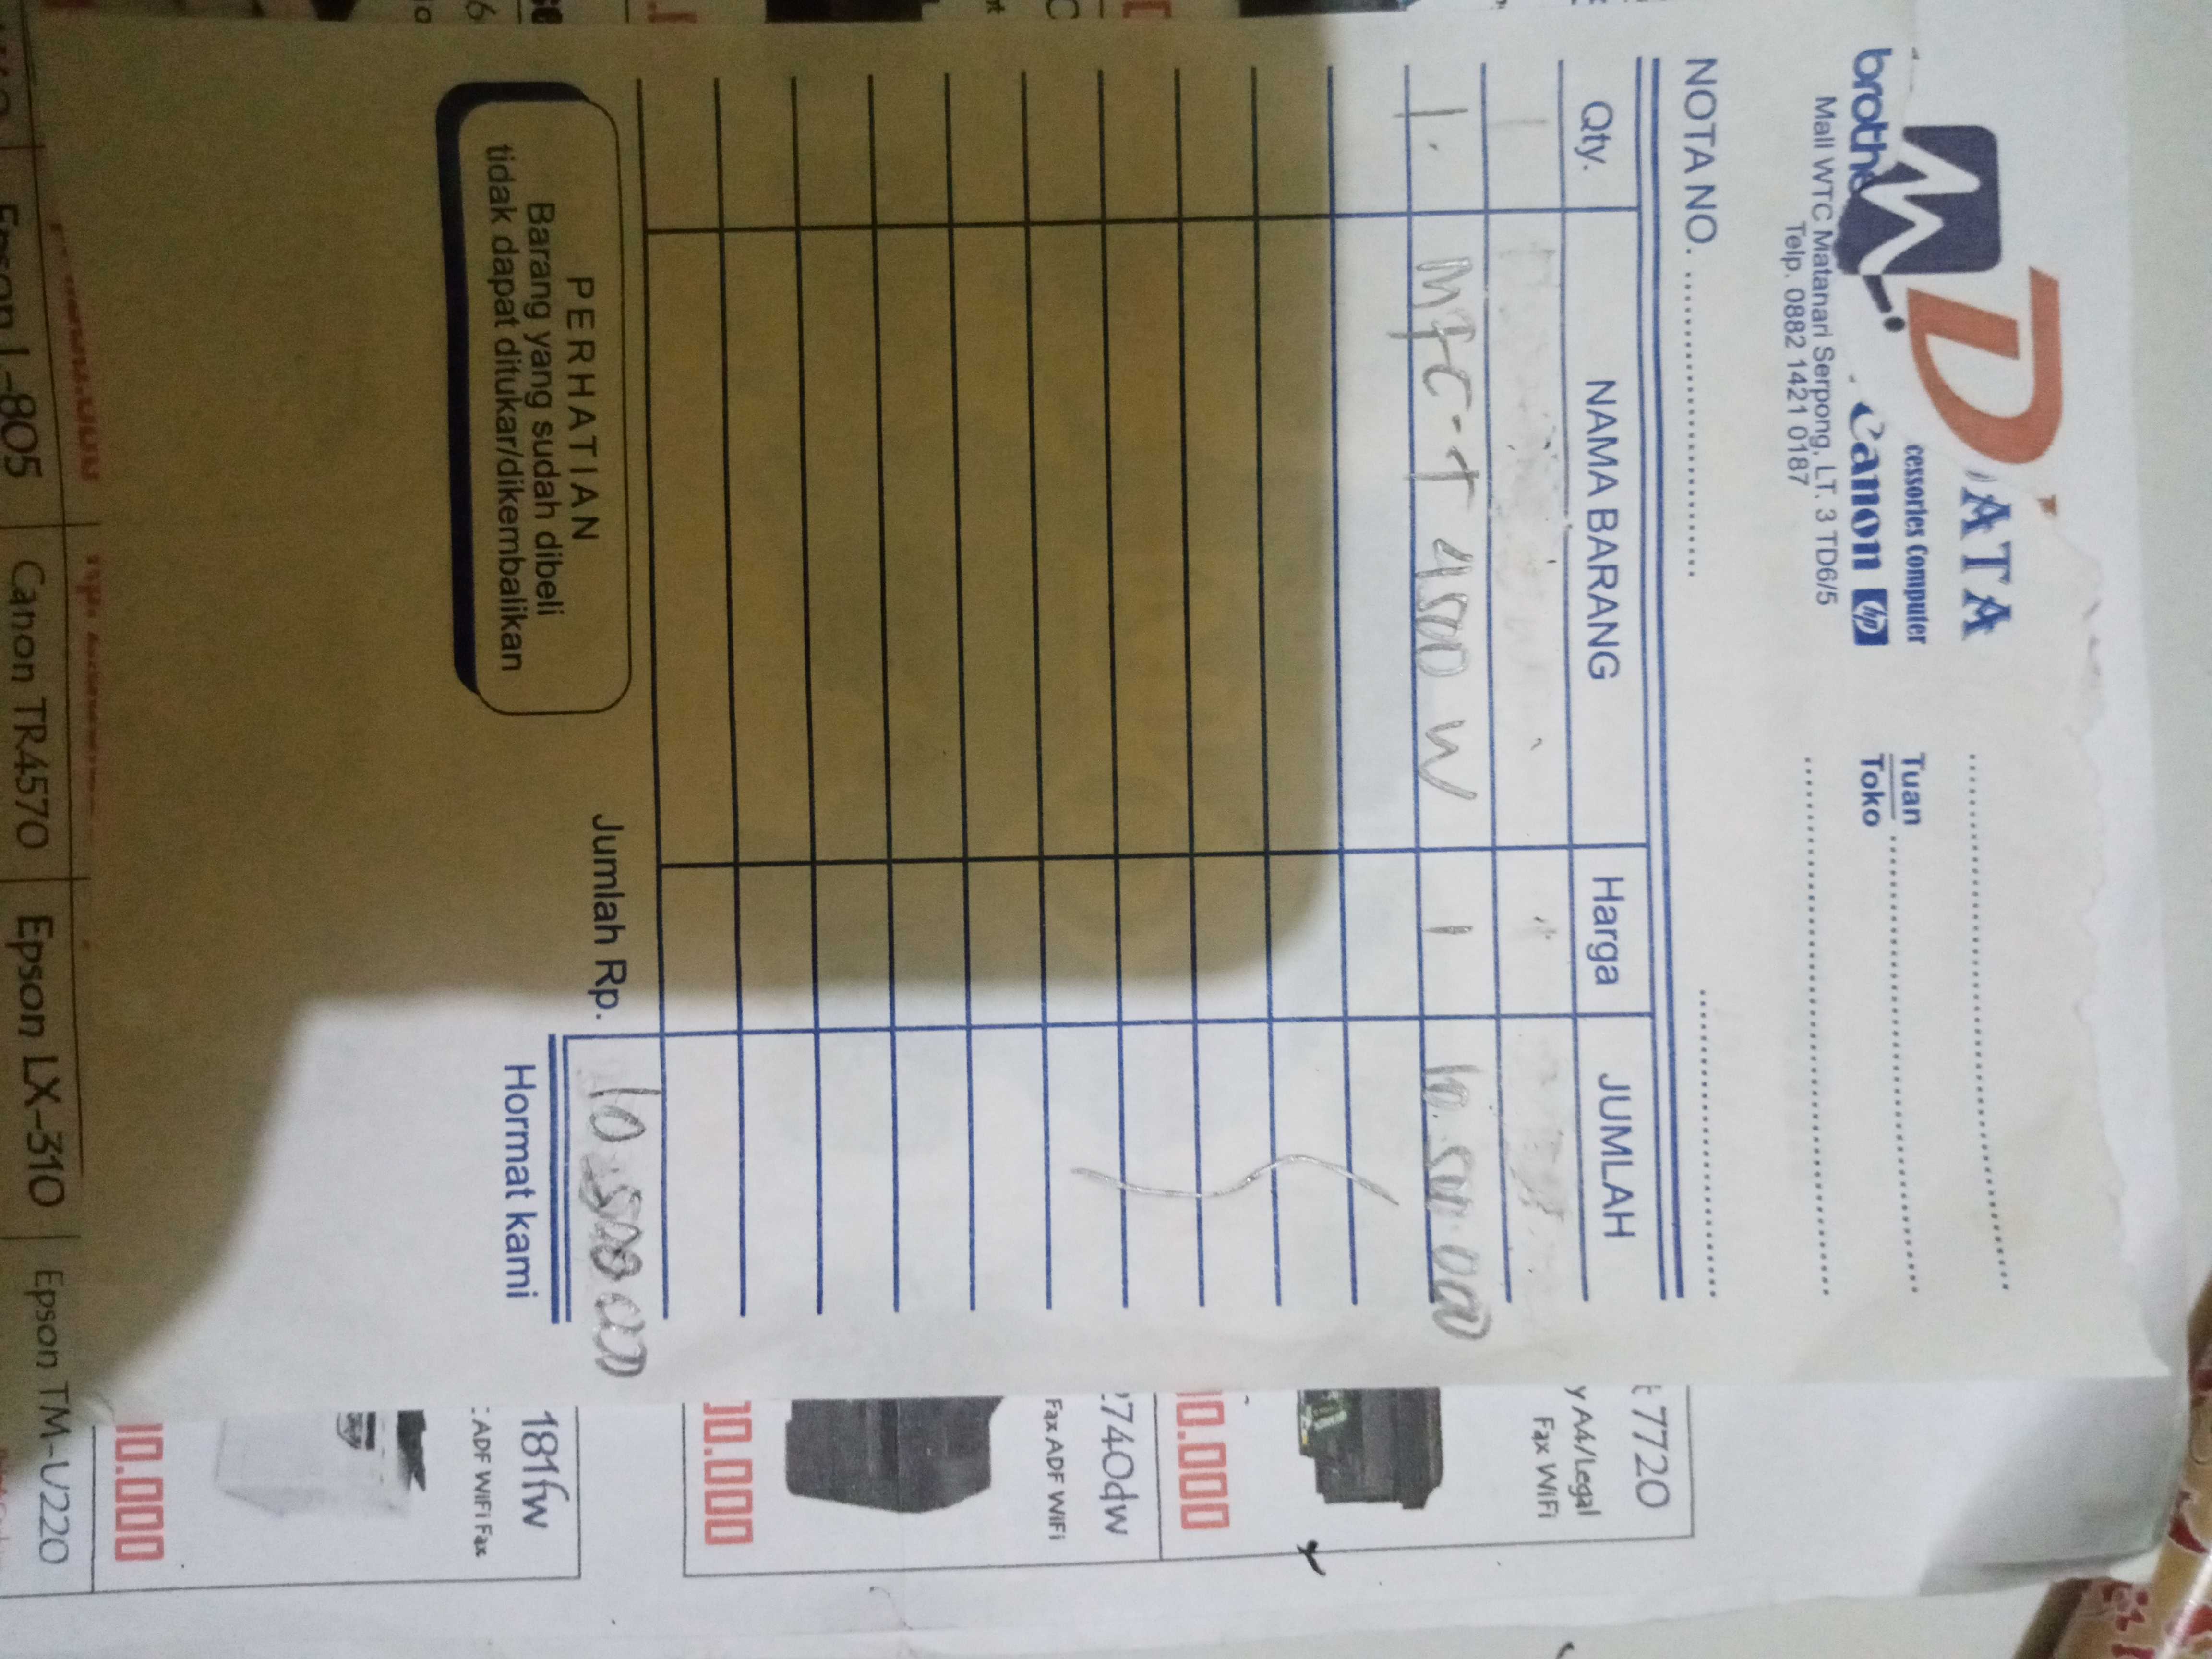 DATA
cessories Computer
brothe Canon hp
Mall WTC Matahari Serpong, LT. 3 TD6/5
Telp. 0882 1421 0187
Tuan
Toko
NOTA NO.
Qty. NAMA BARANG Harga JUMLAH
1. MFC-T 4500 W 1 10.500.000
Jumlah Rp. 10.500.000
PERHATIAN
Barang yang sudah dibeli
tidak dapat ditukar/dikembalikan
Hormat kami
t 7720
y A4/Legal
Fax WiFi
2740dw
Fax ADF WiFi
181fw
: ADF WiFi Fax
Epson L-805 Canon TR4570 Epson LX-310 Epson TM-U220